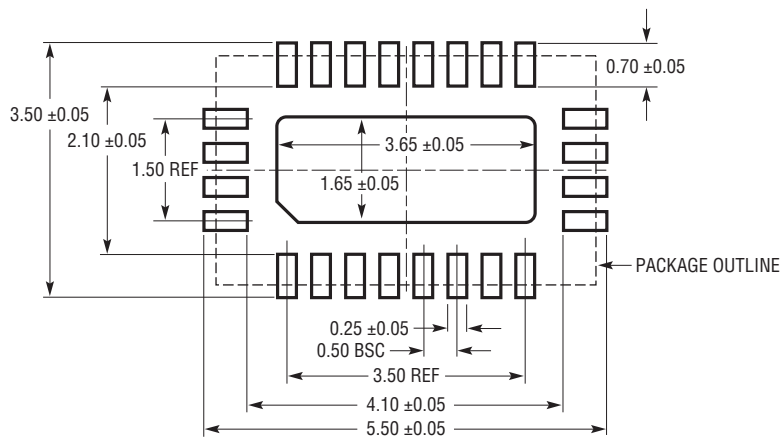 0.70 ±0.05
3.50 ±0.05
2.10 ±0.05
3.65 ±0.05
1.50 REF
1.65 ±0.05
PACKAGE OUTLINE
0.25 ±0.05
0.50 BSC
3.50 REF
4.10 ±0.05
5.50 ±0.05